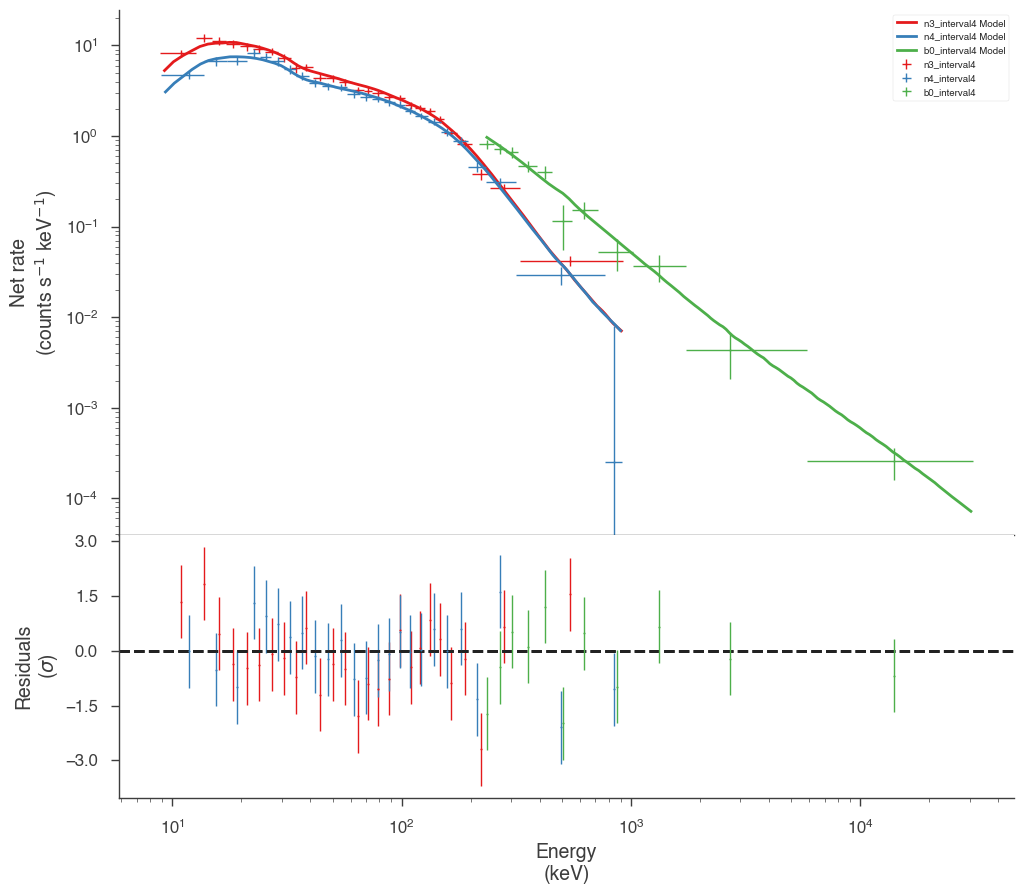 n3_interval4 Model
n4_interval4 Model
b0_interval4 Model
n3_interval4
n4_interval4
b0_interval4
10¹
10⁰
10⁻¹
10⁻²
10⁻³
10⁻⁴
Net rate
(counts s⁻¹ keV⁻¹)
3.0
1.5
0.0
−1.5
−3.0
Residuals
(σ)
10¹ 10² 10³ 10⁴
Energy
(keV)